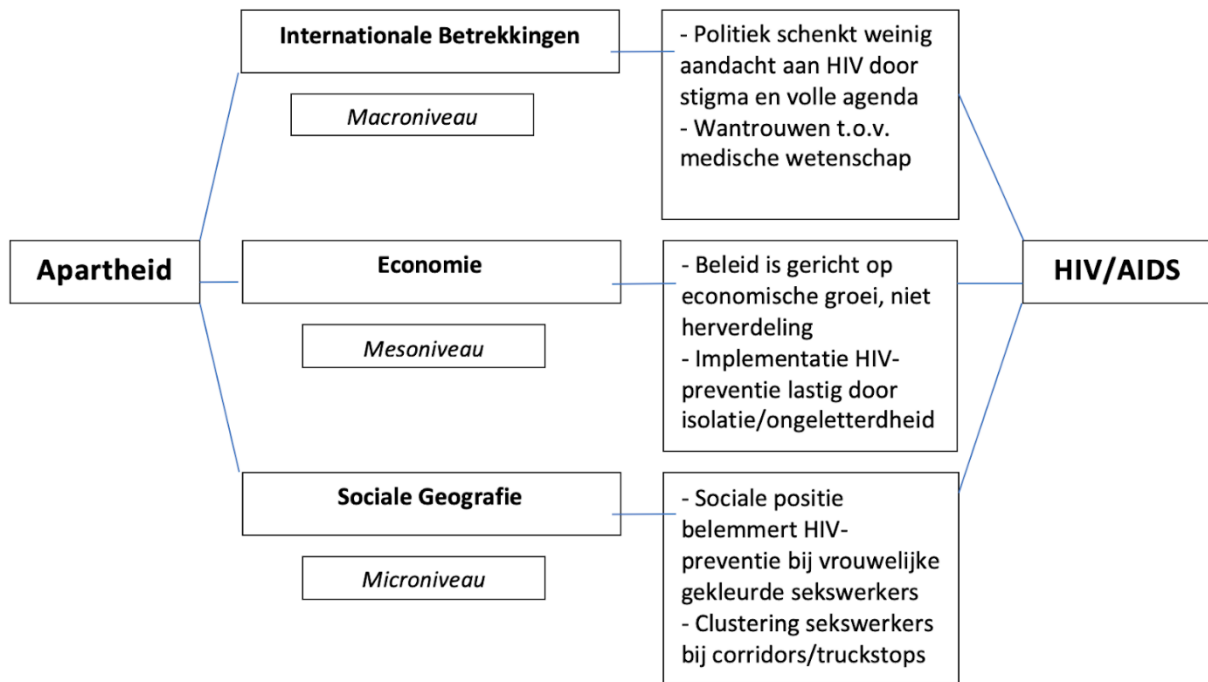 Internationale Betrekkingen
Macroniveau
- Politiek schenkt weinig
aandacht aan HIV door
stigma en volle agenda
- Wantrouwen t.o.v.
medische wetenschap
Apartheid
Economie
Mesoniveau
- Beleid is gericht op
economische groei, niet
herverdeling
- Implementatie HIV-
preventie lastig door
isolatie/ongeletterdheid
HIV/AIDS
Sociale Geografie
Microniveau
- Sociale positie
belemmert HIV-
preventie bij vrouwelijke
gekleurde sekswerkers
- Clustering sekswerkers
bij corridors/truckstops